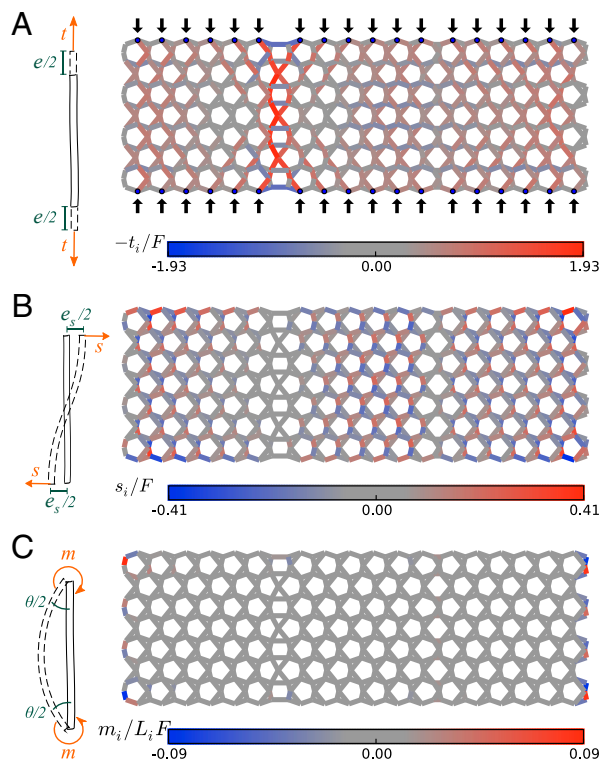 A
t
e/2
e/2
t
-t_i/F
-1.93 0.00 1.93
B
e_s/2
s
s
e_s/2
s_i/F
-0.41 0.00 0.41
C
m
θ/2
θ/2
m
m_i/L_iF
-0.09 0.00 0.09